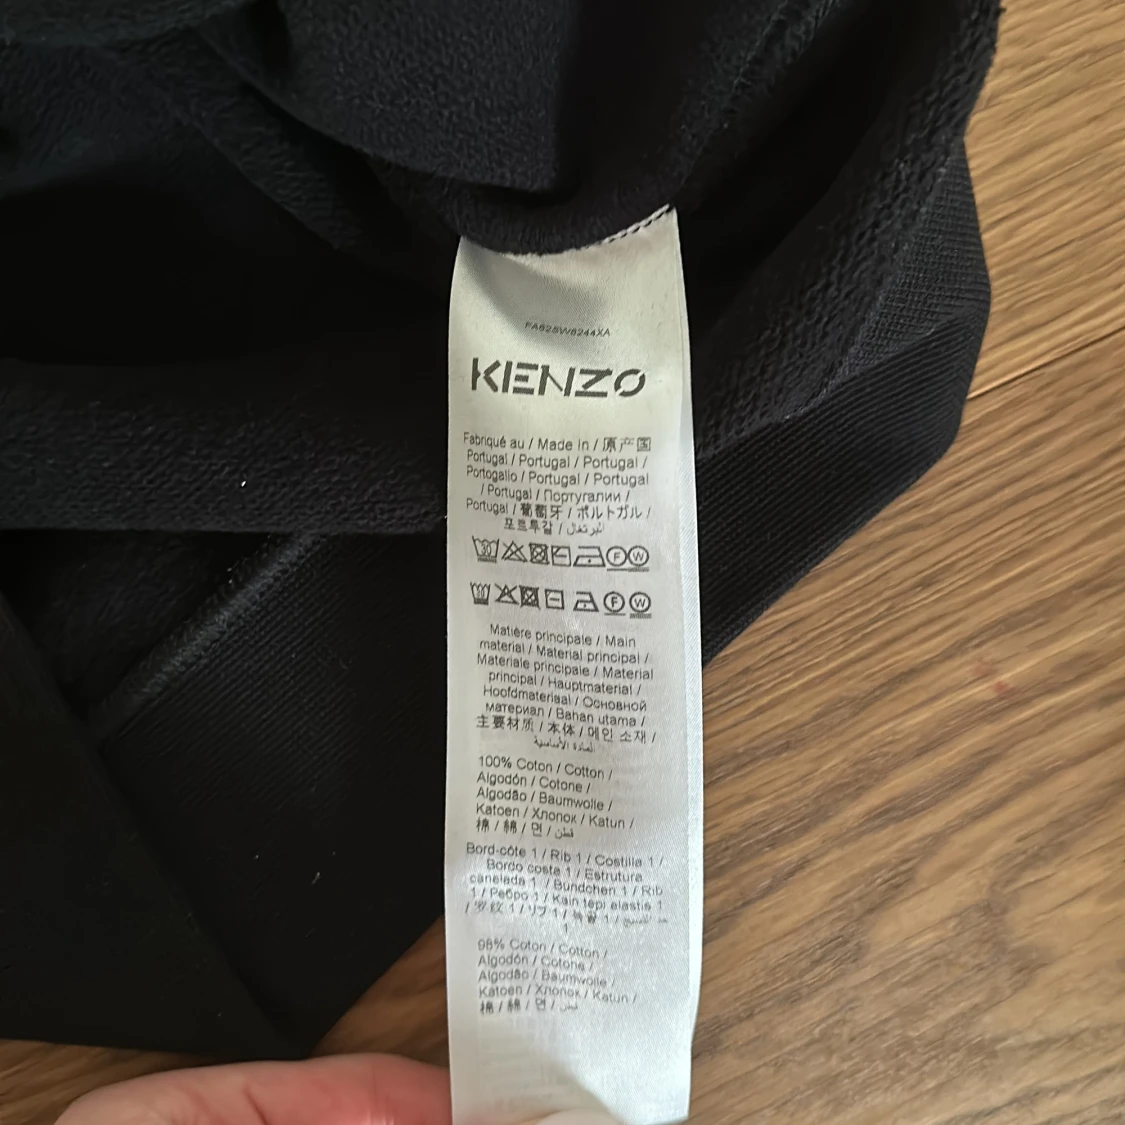 FA625W8244XA
KENZO
Fabriqué au / Made in / 原产国
Portugal / Portugal / Portugal /
Portogallo / Portugal / Portugal
/ Portugal / Португалии /
Portugal / 葡萄牙 / ポルトガル /
포르투갈 / البرتغال
30 F W
F W
Matière principale / Main
material / Material principal /
Materiale principale / Material
principal / Hauptmaterial /
Hoofdmateriaal / Основной
материал / Bahan utama /
主要材质 / 本体 / 메인 소재 /
المادة الأساسية
100% Coton / Cotton /
Algodón / Cotone /
Algodão / Baumwolle /
Katoen / Хлопок / Katun /
棉 / 綿 / 면 / قطن
Bord-côte 1 / Rib 1 / Costilla 1 /
Bordo costa 1 / Estrutura
canelada 1 / Bündchen 1 / Rib
1 / Ребро 1 / Kain tepi elastis 1
/ 罗纹 1 / リブ 1 /
1
98% Coton / Cotton /
Algodón / Cotone /
Algodão / Baumwolle /
Katoen / Хлопок / Katun /
棉 / 綿 / 면 / قطن